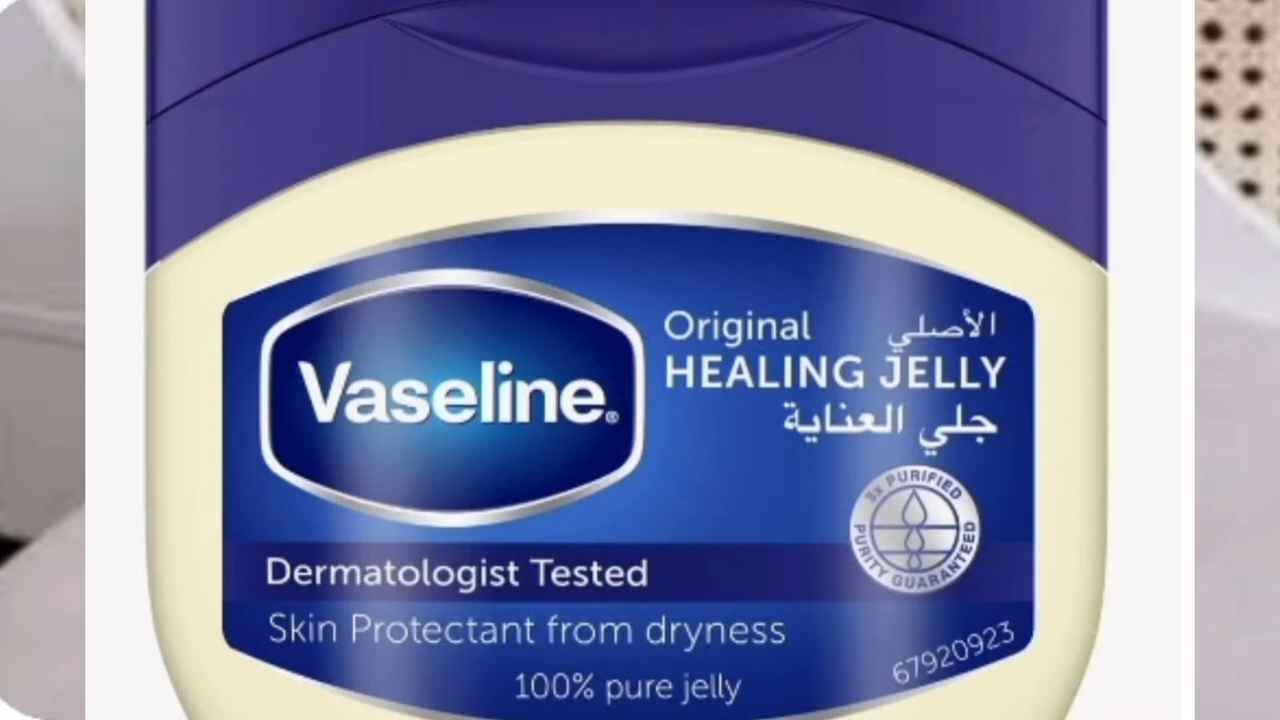 Vaseline®
Original الأصلي
HEALING JELLY
جلي العناية
3x PURIFIED
PURITY GUARANTEED
Dermatologist Tested
Skin Protectant from dryness
100% pure jelly
67920923